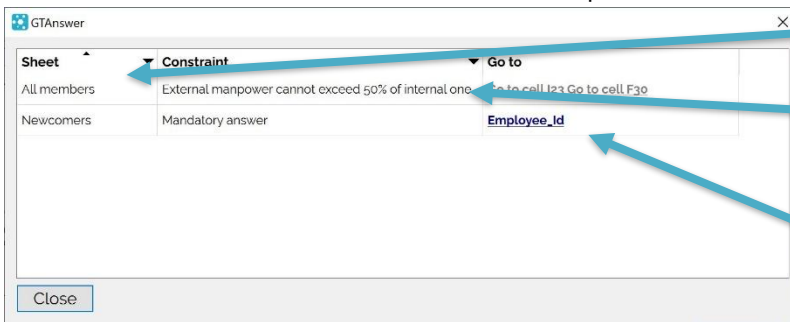 GTAnswer
Sheet Constraint Go to
All members External manpower cannot exceed 50% of internal one Go to cell I23 Go to cell F30
Newcomers Mandatory answer Employee_Id
Close